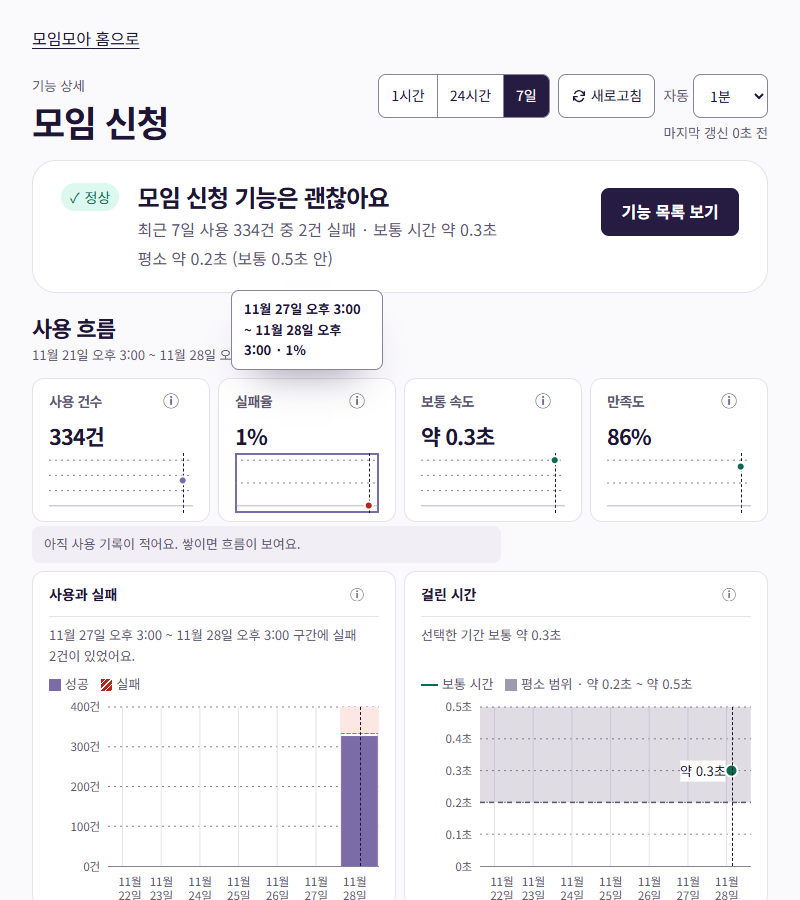 모임모아 홈으로
기능 상세
모임 신청
1시간 24시간 7일 새로고침 자동 1분
마지막 갱신 0초 전
✓ 정상
모임 신청 기능은 괜찮아요
최근 7일 사용 334건 중 2건 실패 · 보통 시간 약 0.3초
평소 약 0.2초 (보통 0.5초 안)
기능 목록 보기
11월 27일 오후 3:00
~ 11월 28일 오후
3:00 · 1%
사용 흐름
11월 21일 오후 3:00 ~ 11월 28일 오
사용 건수
334건
실패율
1%
보통 속도
약 0.3초
만족도
86%
아직 사용 기록이 적어요. 쌓이면 흐름이 보여요.
사용과 실패
11월 27일 오후 3:00 ~ 11월 28일 오후 3:00 구간에 실패
2건이 있었어요.
성공 실패
400건
300건
200건
100건
0건
11월 11월 11월 11월 11월 11월 11월
22일 23일 24일 25일 26일 27일 28일
걸린 시간
선택한 기간 보통 약 0.3초
보통 시간 평소 범위 · 약 0.2초 ~ 약 0.5초
0.5초
0.4초
0.3초
약 0.3초
0.2초
0.1초
0초
11월 11월 11월 11월 11월 11월 11월
22일 23일 24일 25일 26일 27일 28일